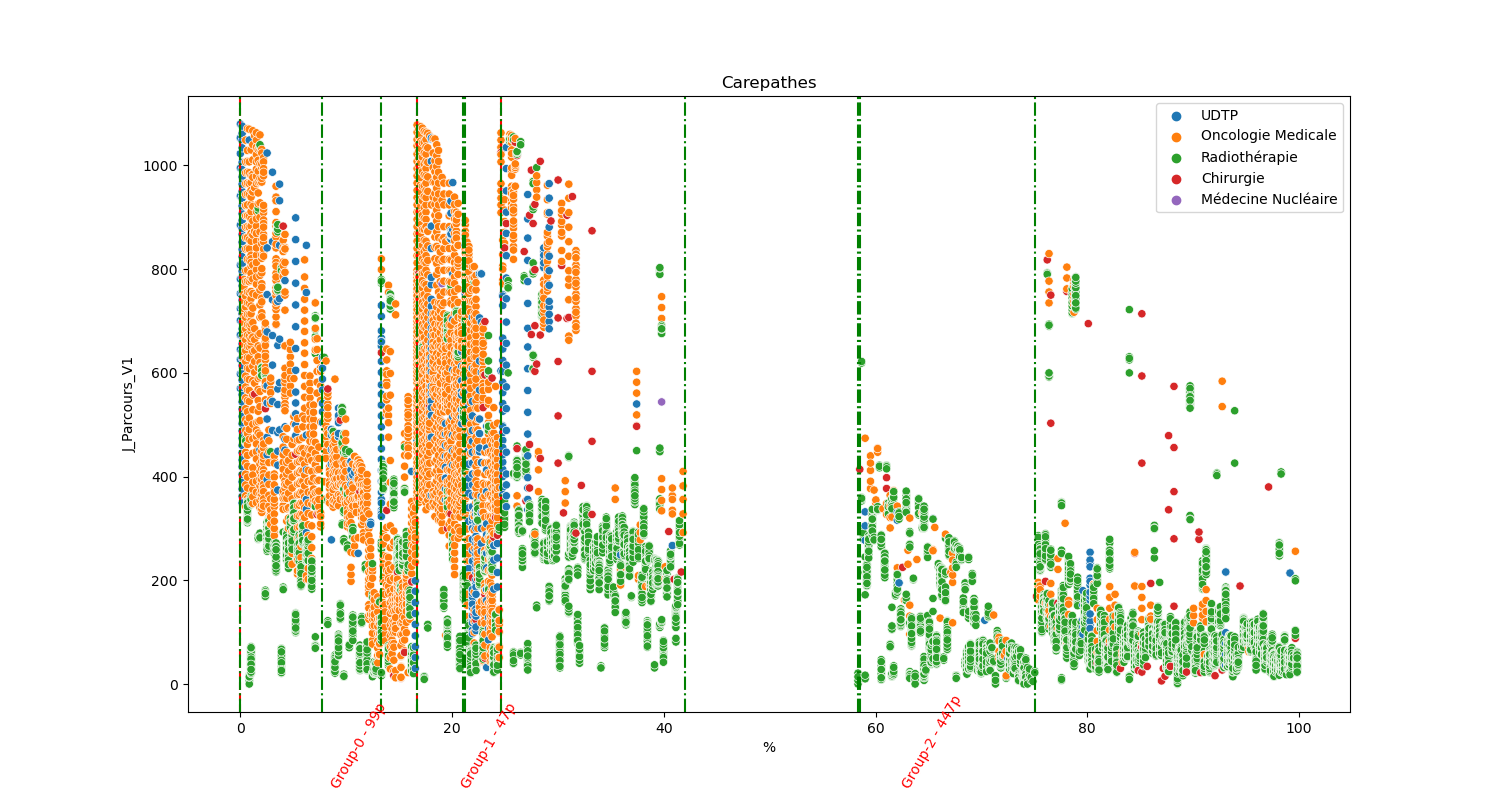 Carepathes
UDTP
Oncologie Medicale
Radiothérapie
Chirurgie
Médecine Nucléaire
J_Parcours_V1
1000
800
600
400
200
0
0 20 40 60 80 100
%
Group-0 - 99p
Group-1 - 47p
Group-2 - 447p